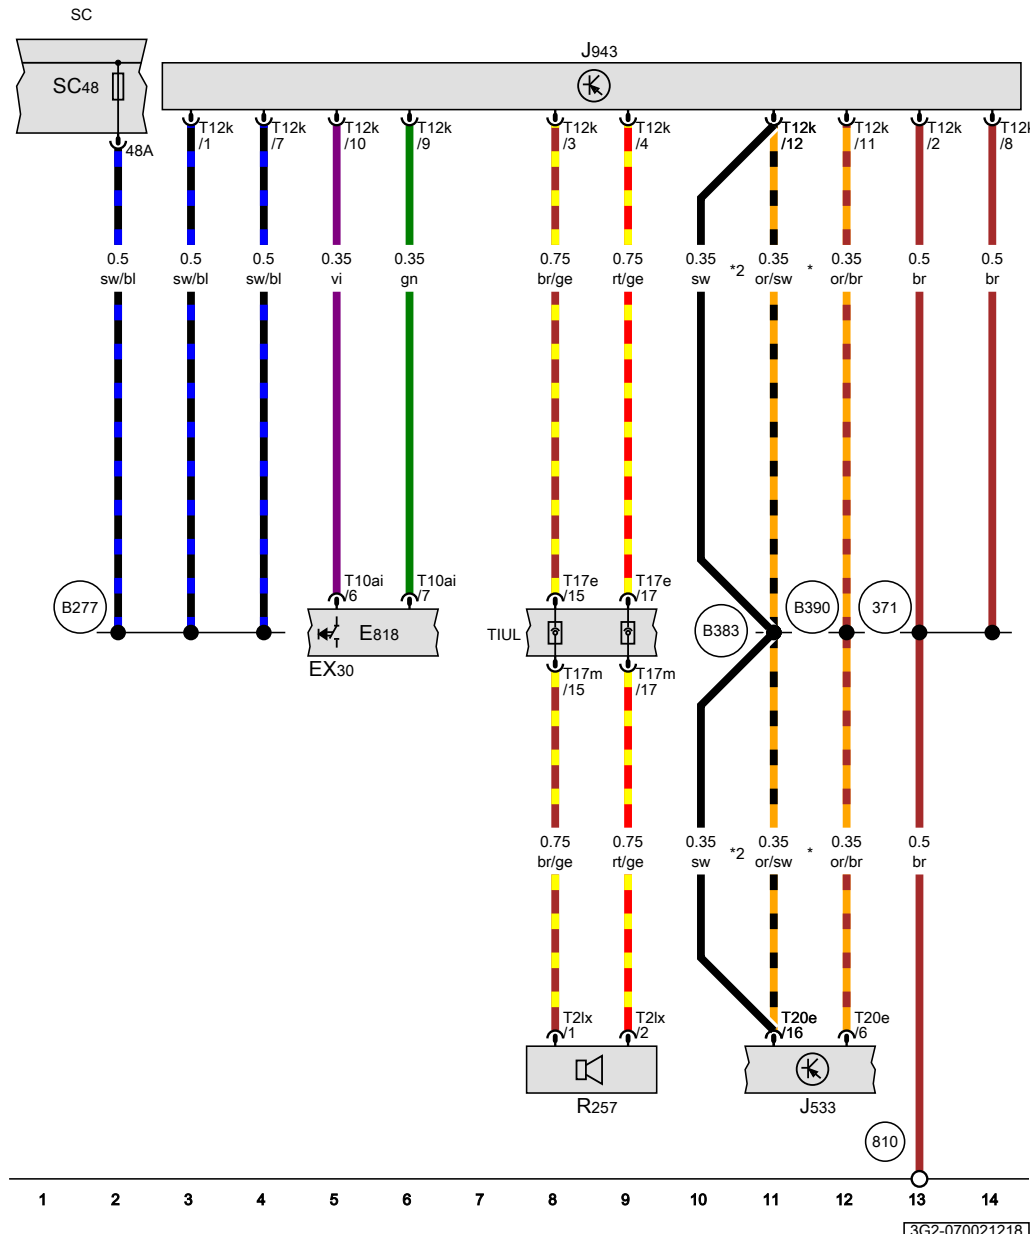 SC
J943
SC48
48A
T12k
/1
T12k
/7
T12k
/10
T12k
/9
T12k
/3
T12k
/4
T12k
/12
T12k
/11
T12k
/2
T12k
/8
0.5
sw/bl
0.5
sw/bl
0.5
sw/bl
0.35
vi
0.35
gn
0.75
br/ge
0.75
rt/ge
0.35
sw
*2
0.35
or/sw
*
0.35
or/br
0.5
br
0.5
br
B277
T10ai
/6
T10ai
/7
E818
EX30
T17e
/15
T17e
/17
TIUL
T17m
/15
T17m
/17
B383
B390
371
0.75
br/ge
0.75
rt/ge
0.35
sw
*2
0.35
or/sw
*
0.35
or/br
0.5
br
T2lx
/1
T2lx
/2
T20e
/16
T20e
/6
R257
J533
810
1 2 3 4 5 6 7 8 9 10 11 12 13 14
3G2-070021218